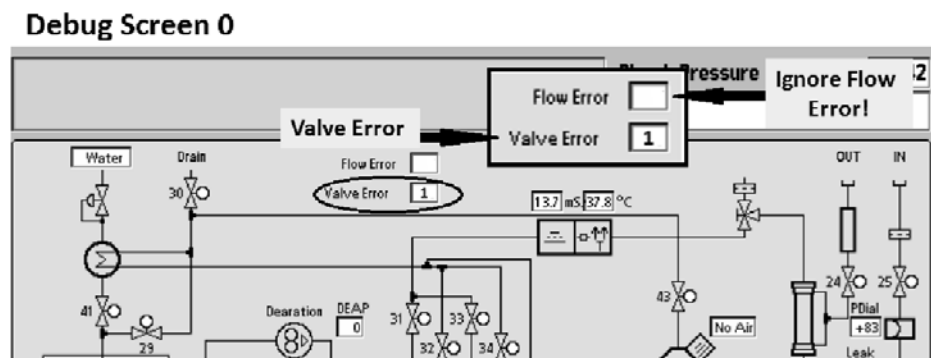 Debug Screen 0
Pressure
Flow Error
Valve Error
1
Ignore Flow
Error!
Valve Error
Water
Drain
Flow Error
Valve Error
1
OUT
IN
30
13.7 mS
37.8 °C
24
25
41
43
Dearation
DEAP
0
31
33
PDial
+83
No Air
29
32
34
Leak